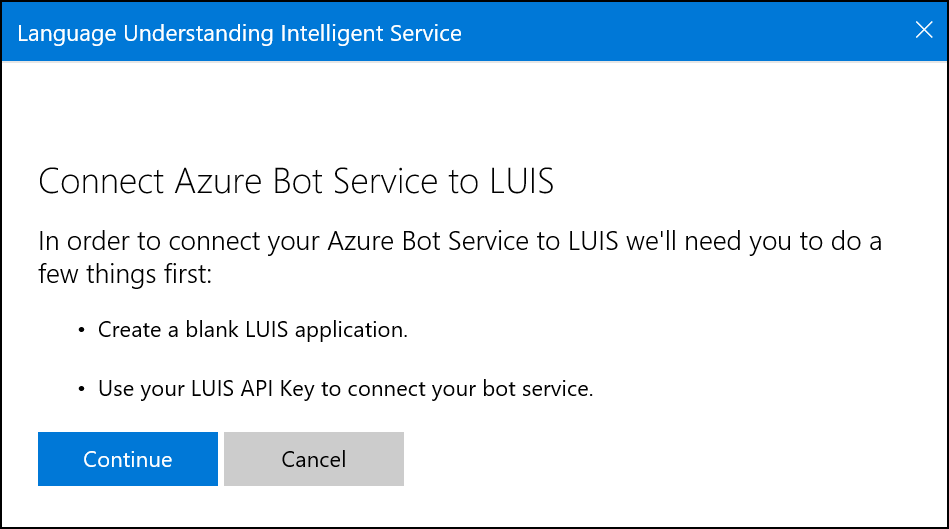 Language Understanding Intelligent Service
Connect Azure Bot Service to LUIS
In order to connect your Azure Bot Service to LUIS we'll need you to do a
few things first:
• Create a blank LUIS application.
• Use your LUIS API Key to connect your bot service.
Continue
Cancel